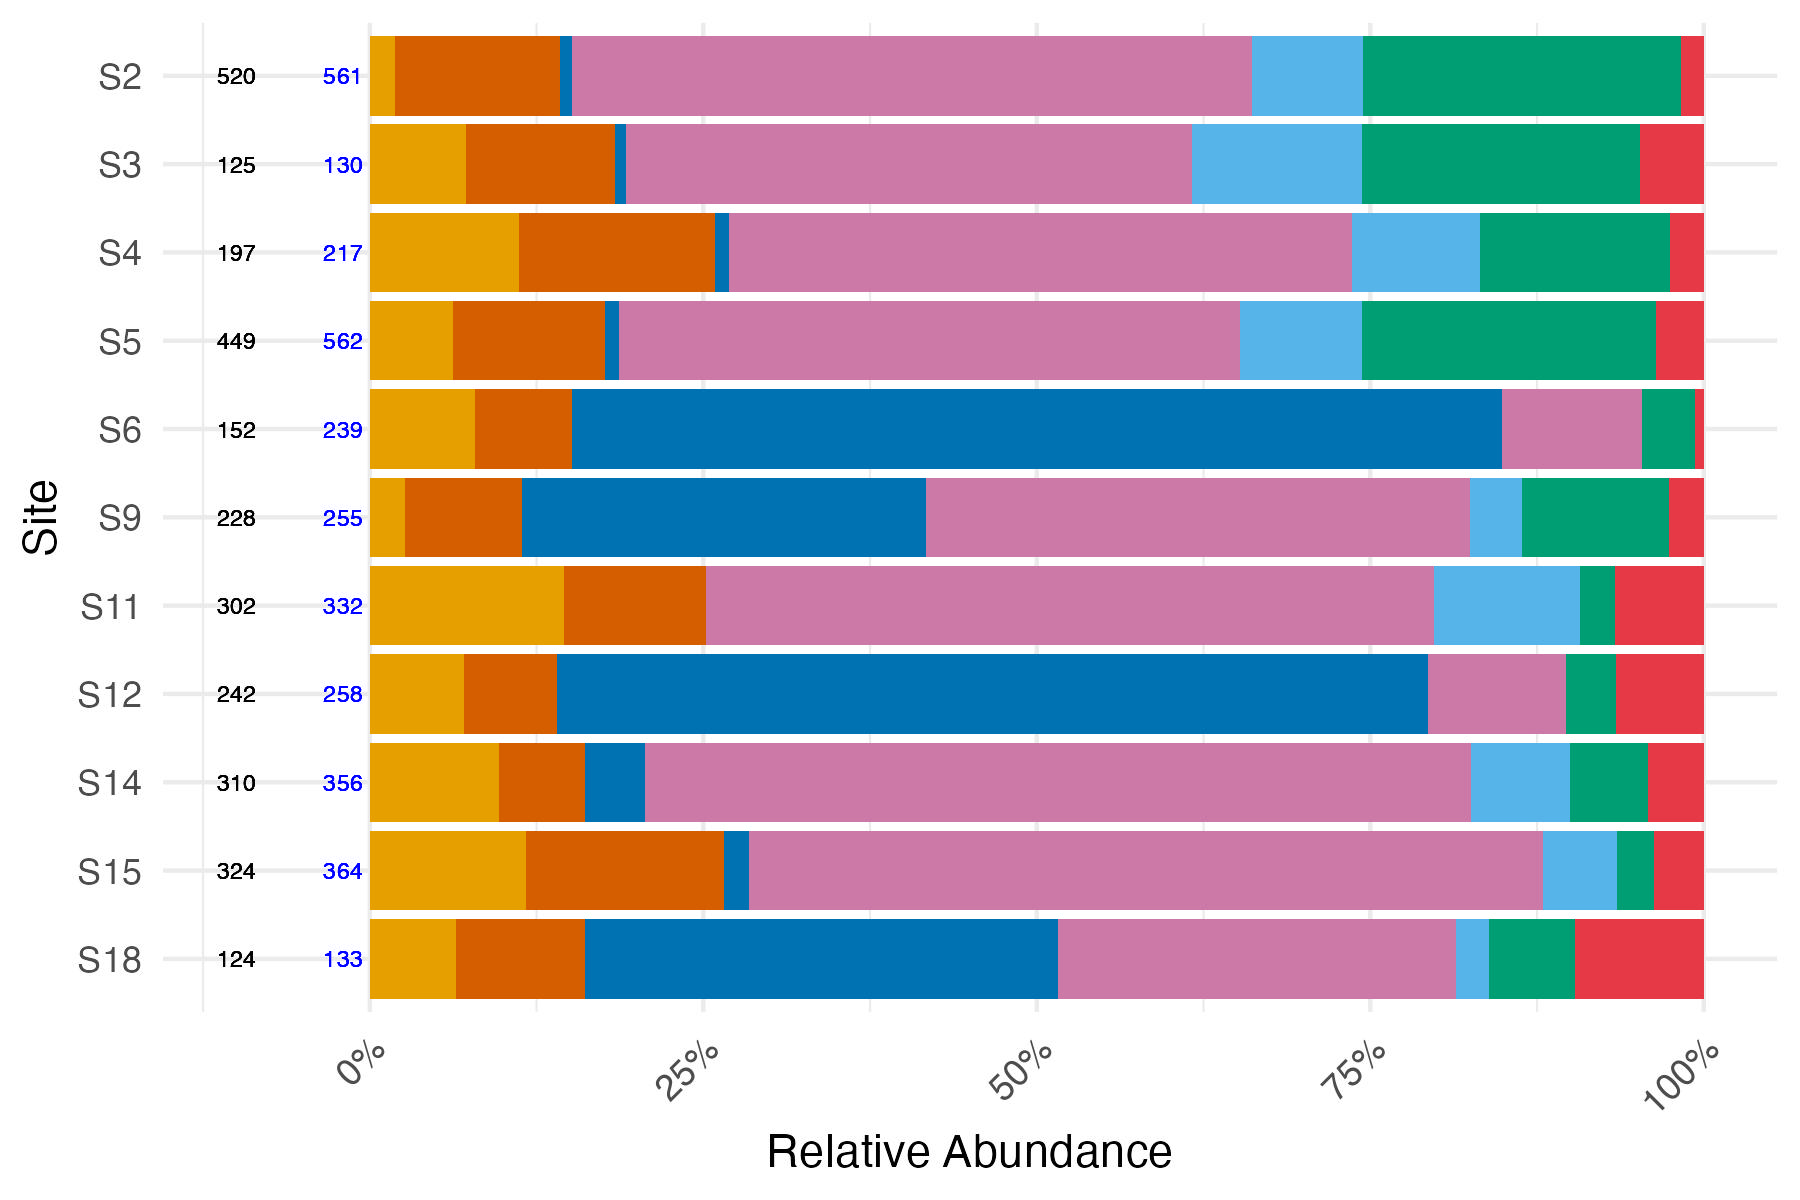 Site
S2 520 561
S3 125 130
S4 197 217
S5 449 562
S6 152 239
S9 228 255
S11 302 332
S12 242 258
S14 310 356
S15 324 364
S18 124 133
0% 25% 50% 75% 100%
Relative Abundance